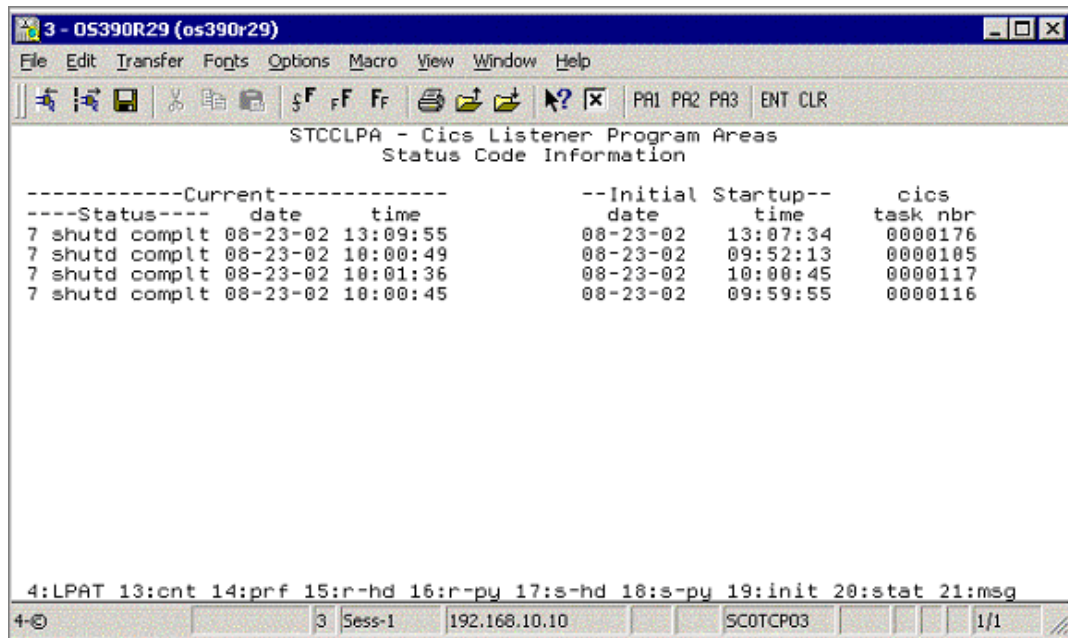 3 - OS390R29 (os390r29)
File Edit Transfer Fonts Options Macro View Window Help
PA1 PA2 PA3 ENT CLR
STCCLPA - Cics Listener Program Areas
Status Code Information
------------Current------------- --Initial Startup-- cics
----Status---- date time date time task nbr
7 shutd complt 08-23-02 13:09:55 08-23-02 13:07:34 0000176
7 shutd complt 08-23-02 10:00:49 08-23-02 09:52:13 0000105
7 shutd complt 08-23-02 10:01:36 08-23-02 10:00:45 0000117
7 shutd complt 08-23-02 10:00:45 08-23-02 09:59:55 0000116
4:LPAT 13:cnt 14:prf 15:r-hd 16:r-py 17:s-hd 18:s-py 19:init 20:stat 21:msg
4-© 3 Sess-1 192.168.10.10 SCOTCP03 1/1